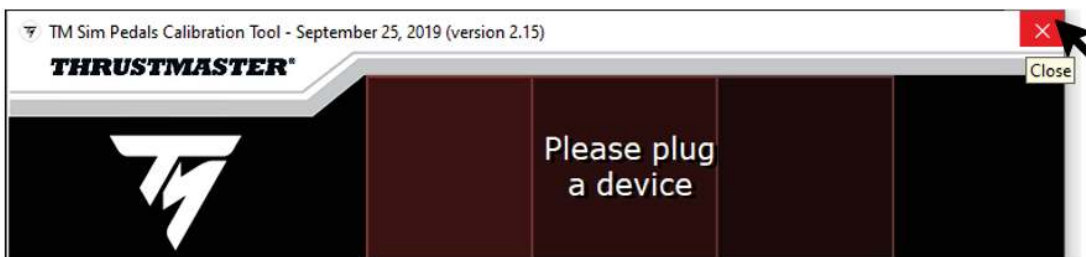 TM Sim Pedals Calibration Tool - September 25, 2019 (version 2.15)
THRUSTMASTER®
Close
Please plug
a device